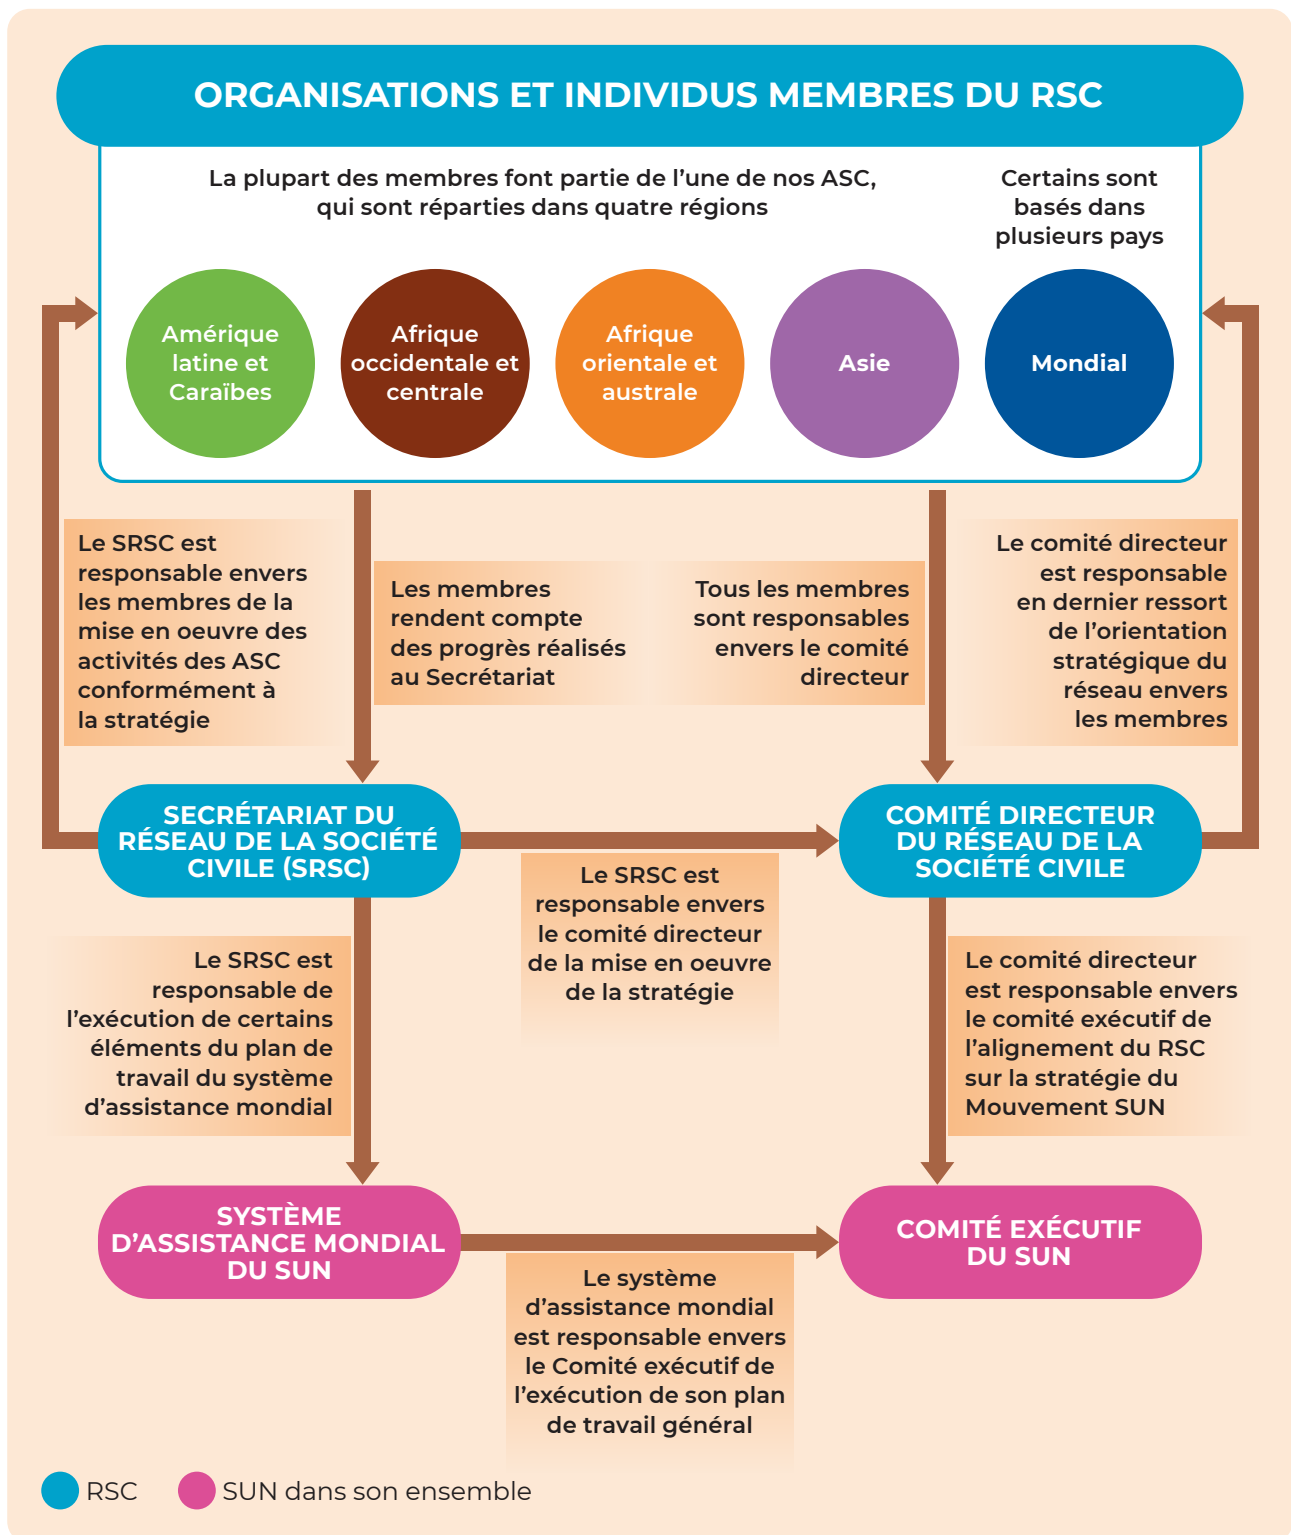 ORGANISATIONS ET INDIVIDUS MEMBRES DU RSC
La plupart des membres font partie de l’une de nos ASC,
qui sont réparties dans quatre régions
Certains sont
basés dans
plusieurs pays
Amérique
latine et
Caraïbes
Afrique
occidentale et
centrale
Afrique
orientale et
australe
Asie
Mondial
Le SRSC est
responsable envers
les membres de la
mise en oeuvre des
activités des ASC
conformément à
la stratégie
Les membres
rendent compte
des progrès réalisés
au Secrétariat
Tous les membres
sont responsables
envers le comité
directeur
Le comité directeur
est responsable
en dernier ressort
de l’orientation
stratégique du
réseau envers
les membres
SECRÉTARIAT DU
RÉSEAU DE LA SOCIÉTÉ
CIVILE (SRSC)
COMITÉ DIRECTEUR
DU RÉSEAU DE LA
SOCIÉTÉ CIVILE
Le SRSC est
responsable envers
le comité directeur
de la mise en oeuvre
de la stratégie
Le SRSC est
responsable de
l’exécution de certains
éléments du plan de
travail du système
d’assistance mondial
Le comité directeur
est responsable envers
le comité exécutif de
l’alignement du RSC
sur la stratégie du
Mouvement SUN
SYSTÈME
D’ASSISTANCE MONDIAL
DU SUN
COMITÉ EXÉCUTIF
DU SUN
Le système
d’assistance mondial
est responsable envers
le Comité exécutif de
l’exécution de son plan
de travail général
RSC
SUN dans son ensemble